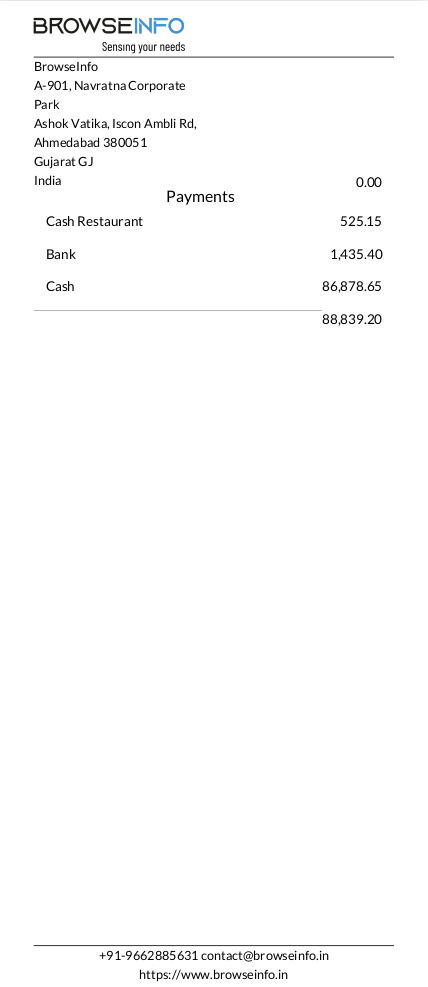 BROWSEINFO
Sensing your needs
BrowseInfo
A-901, Navratna Corporate
Park
Ashok Vatika, Iscon Ambli Rd,
Ahmedabad 380051
Gujarat GJ
India 0.00
Payments
Cash Restaurant 525.15
Bank 1,435.40
Cash 86,878.65
88,839.20
+91-9662885631 contact@browseinfo.in
https://www.browseinfo.in